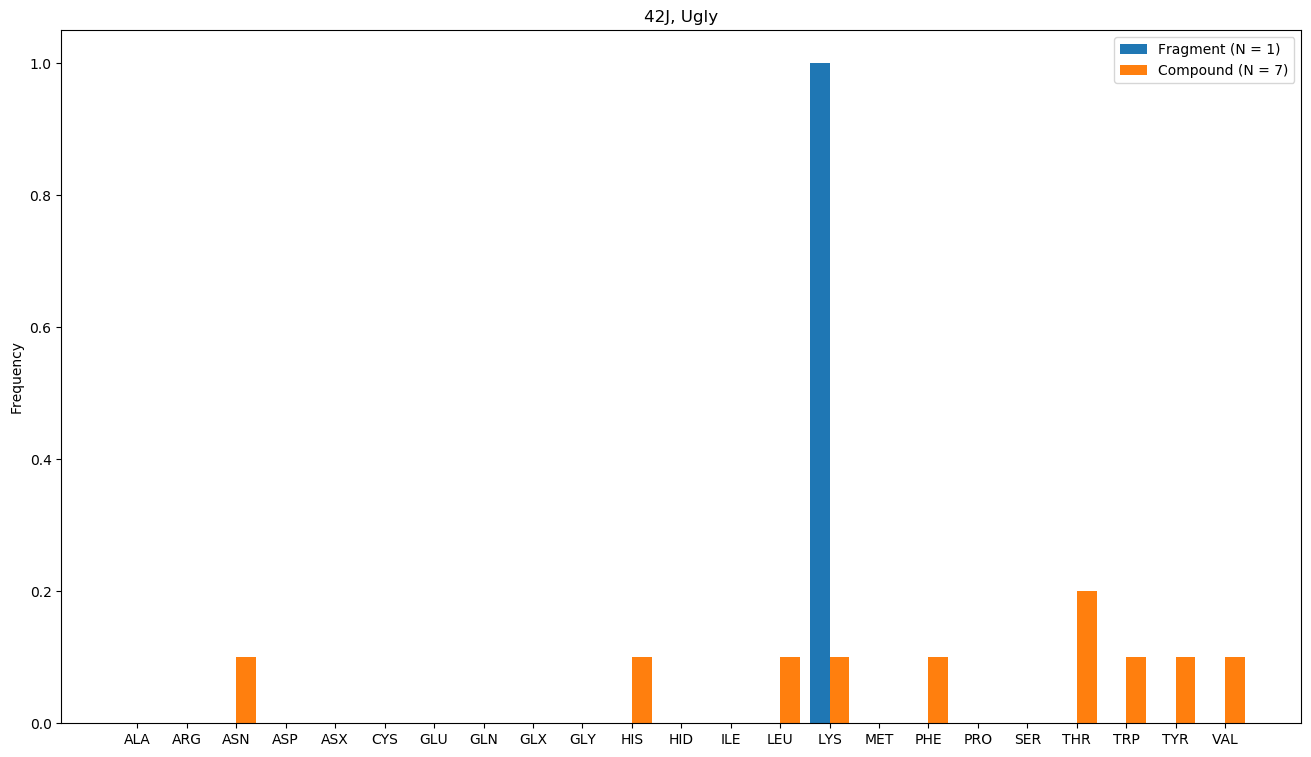 42J, Ugly
Fragment (N = 1)
Compound (N = 7)
1.0
0.8
0.6
0.4
0.2
0.0
Frequency
ALA ARG ASN ASP ASX CYS GLU GLN GLX GLY HIS HID ILE LEU LYS MET PHE PRO SER THR TRP TYR VAL